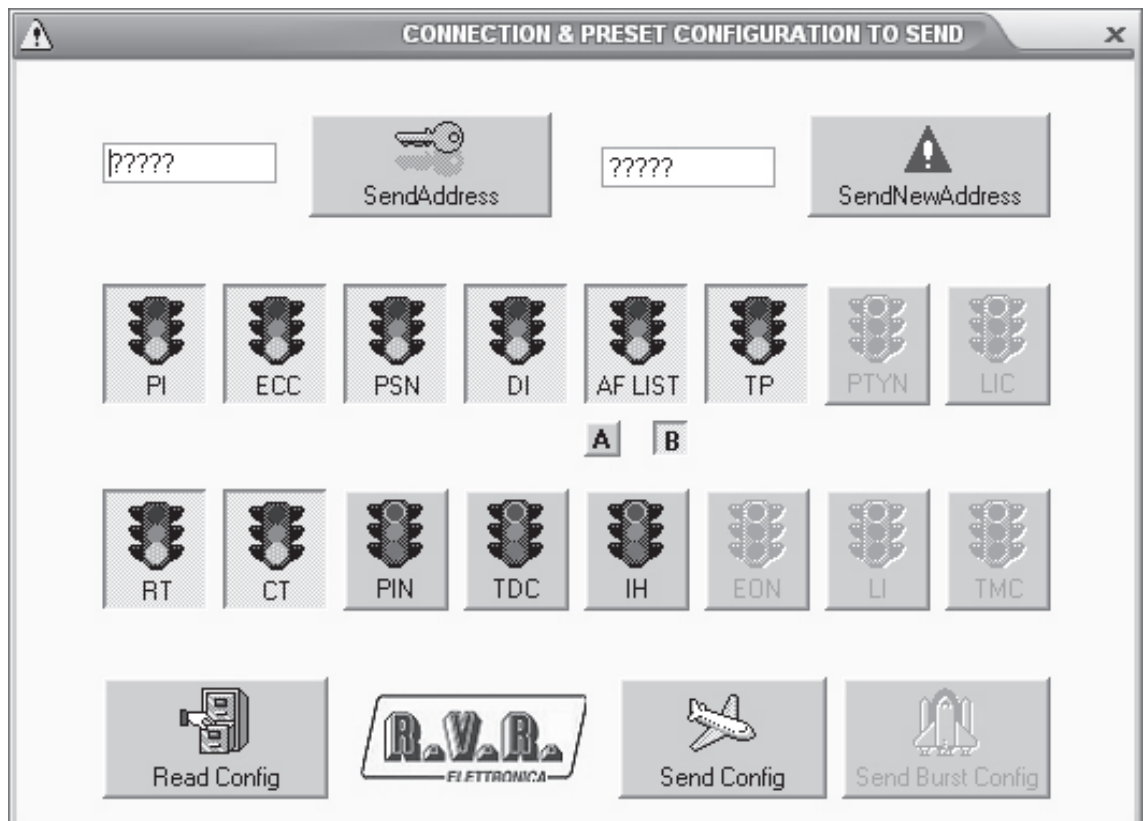 CONNECTION & PRESET CONFIGURATION TO SEND
?????
SendAddress
?????
SendNewAddress
PI
ECC
PSN
DI
AF LIST
TP
PTYN
LIC
A
B
RT
CT
PIN
TDC
IH
EON
LI
TMC
Read Config
R.V.R.
ELETTRONICA
Send Config
Send Burst Config